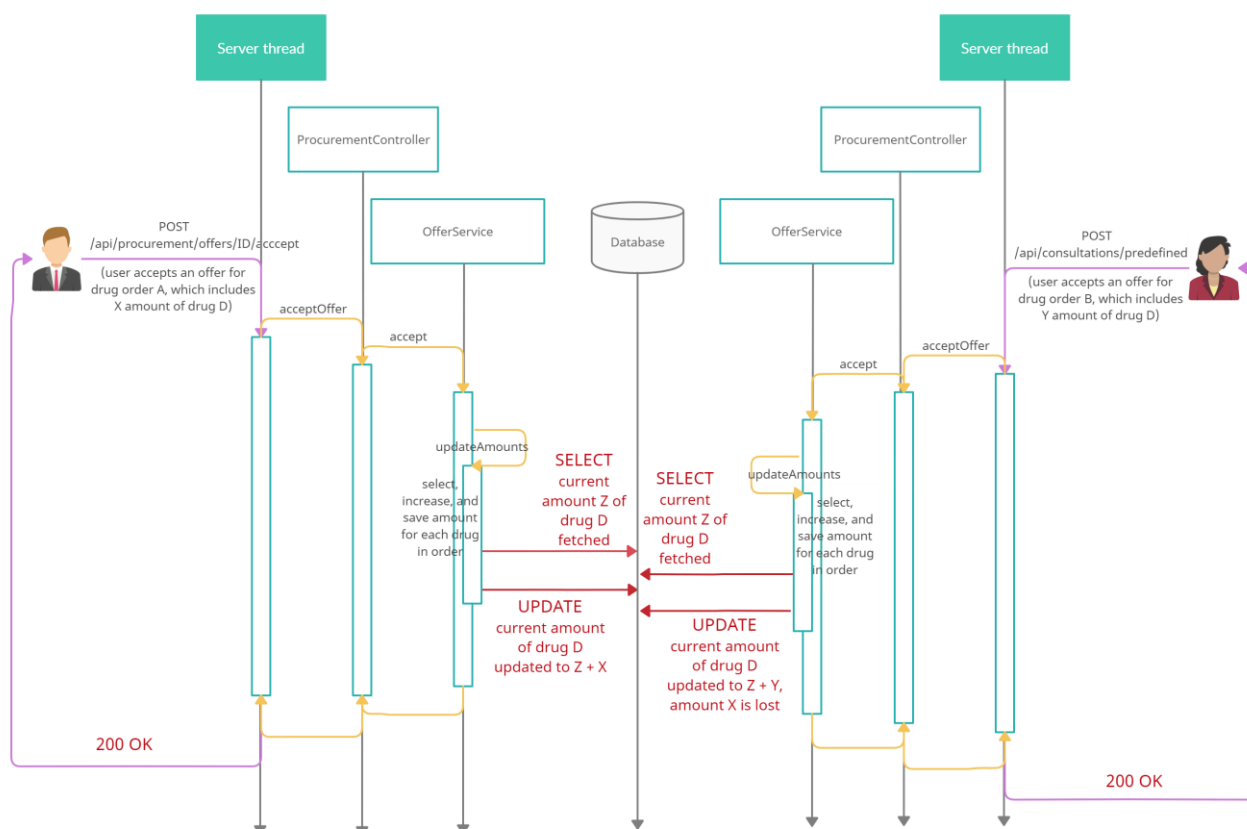 Server thread
Server thread
ProcurementController
ProcurementController
OfferService
Database
OfferService
POST
/api/procurement/offers/ID/acccept
(user accepts an offer for
drug order A, which includes
X amount of drug D)
POST
/api/consultations/predefined
(user accepts an offer for
drug order B, which includes
Y amount of drug D)
acceptOffer
accept
acceptOffer
accept
updateAmounts
select,
increase, and
save amount
for each drug
in order
SELECT
current
amount Z of
drug D
fetched
SELECT
current
amount Z of
drug D
fetched
updateAmounts
select,
increase, and
save amount
for each drug
in order
UPDATE
current amount
of drug D
updated to Z + X
UPDATE
current amount
of drug D
updated to Z + Y,
amount X is lost
200 OK
200 OK